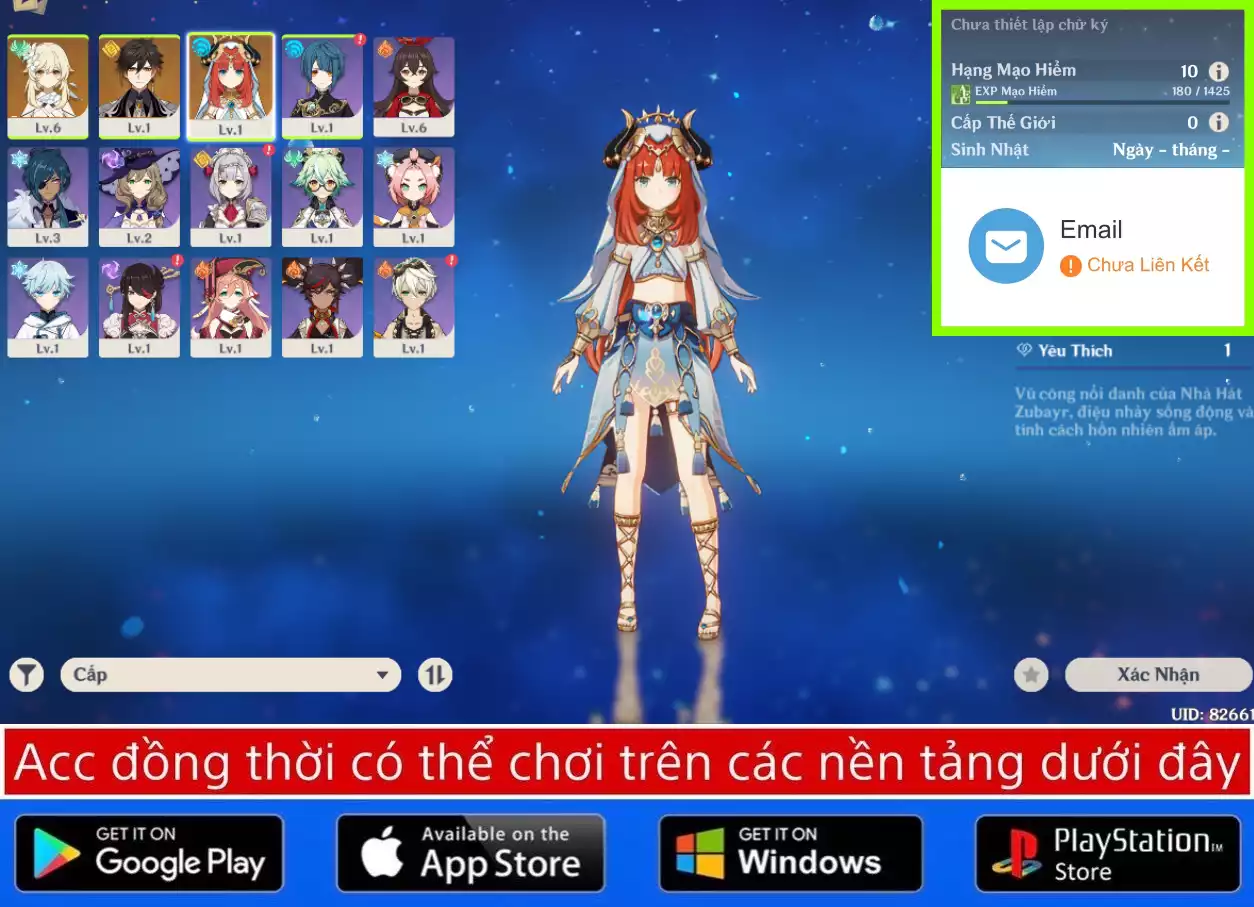 Chưa thiết lập chữ ký
Hạng Mạo Hiểm 10
EXP Mạo Hiểm 180 / 1425
Cấp Thế Giới 0
Sinh Nhật Ngày - tháng -
Email
Chưa Liên Kết
Lv.6 Lv.1 Lv.1 Lv.1 Lv.6
Lv.3 Lv.2 Lv.1 Lv.1 Lv.1
Lv.1 Lv.1 Lv.1 Lv.1 Lv.1
Yêu Thích 1
Vũ công nổi danh của Nhà Hát
Zubayr, điệu nhảy sống động và
tính cách hồn nhiên ấm áp.
Cấp
Xác Nhận
UID: 82661
Acc đồng thời có thể chơi trên các nền tảng dưới đây
GET IT ON
Google Play
Available on the
App Store
GET IT ON
Windows
PlayStation™
Store